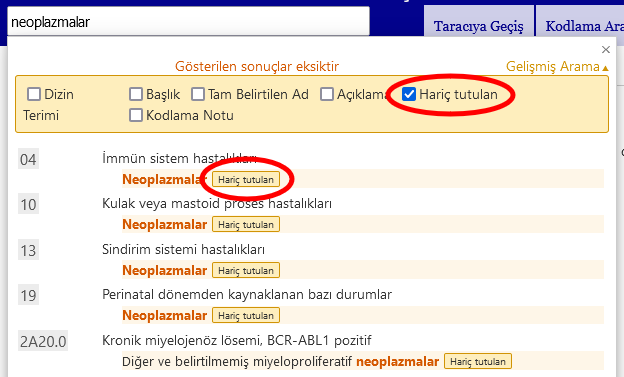 neoplazmalar
Taracıya Geçiş
Kodlama Ara
×
Gösterilen sonuçlar eksiktir
Gelişmiş Arama▲
Dizin Terimi
Başlık
Tam Belirtilen Ad
Açıklama
Hariç tutulan
Kodlama Notu
04 İmmün sistem hastalıkları
Neoplazmalar Hariç tutulan
10 Kulak veya mastoid proses hastalıkları
Neoplazmalar Hariç tutulan
13 Sindirim sistemi hastalıkları
Neoplazmalar Hariç tutulan
19 Perinatal dönemden kaynaklanan bazı durumlar
Neoplazmalar Hariç tutulan
2A20.0 Kronik miyelojenöz lösemi, BCR-ABL1 pozitif
Diğer ve belirtilmemiş miyeloproliferatif neoplazmalar Hariç tutulan